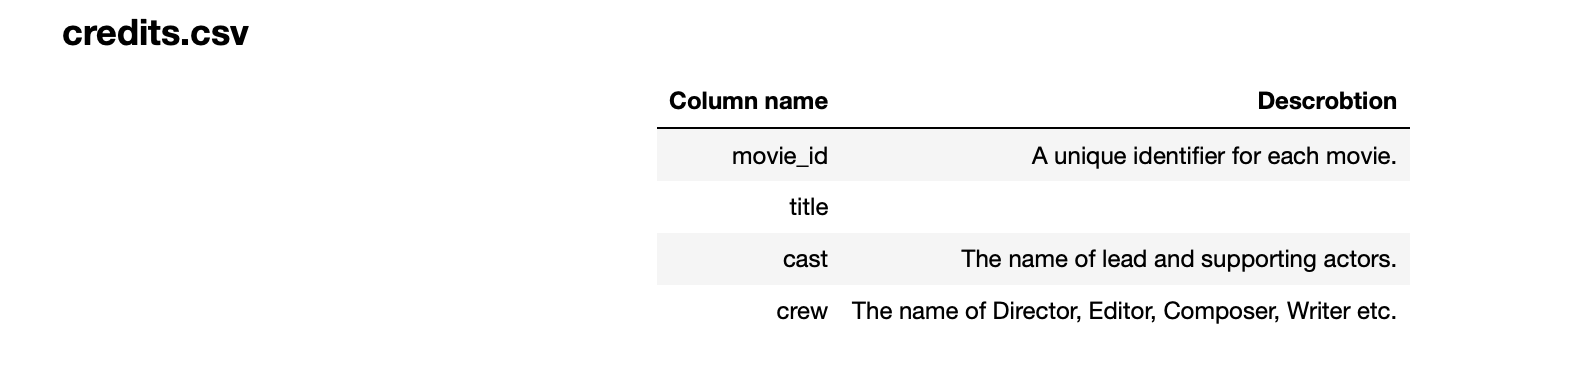 credits.csv
Column name Descrobtion
movie_id A unique identifier for each movie.
title
cast The name of lead and supporting actors.
crew The name of Director, Editor, Composer, Writer etc.